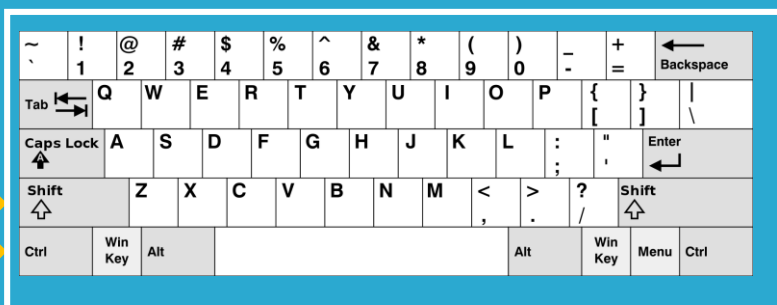 ~ ! @ # $ % ^ & * ( ) _ +
` 1 2 3 4 5 6 7 8 9 0 - = Backspace
Tab Q W E R T Y U I O P { } |
[ ] \
Caps Lock A S D F G H J K L : " Enter
; '
Shift Z X C V B N M < > ? Shift
, . /
Ctrl Win Key Alt Alt Win Key Menu Ctrl